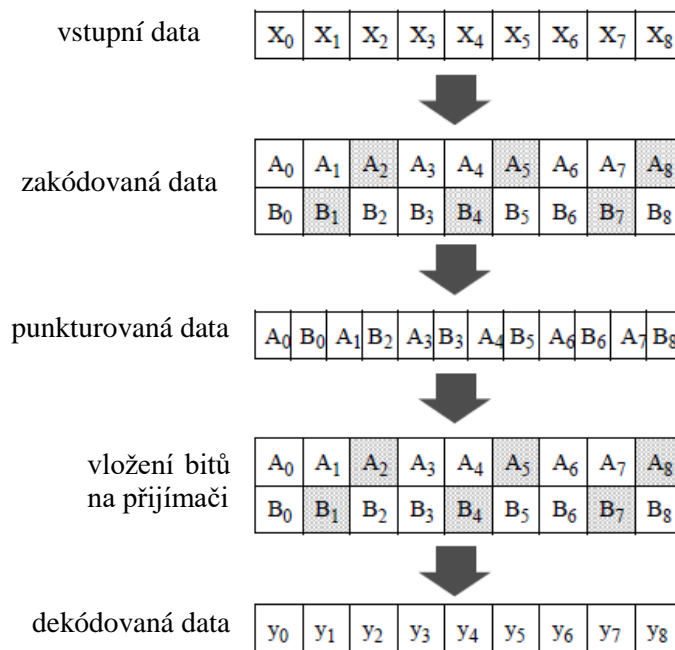 vstupní data
X₀ X₁ X₂ X₃ X₄ X₅ X₆ X₇ X₈
zakódovaná data
A₀ A₁ A₂ A₃ A₄ A₅ A₆ A₇ A₈
B₀ B₁ B₂ B₃ B₄ B₅ B₆ B₇ B₈
punkturovaná data
A₀ B₀ A₁ B₂ A₃ B₃ A₄ B₅ A₆ B₆ A₇ B₈
vložení bitů
na přijímači
A₀ A₁ A₂ A₃ A₄ A₅ A₆ A₇ A₈
B₀ B₁ B₂ B₃ B₄ B₅ B₆ B₇ B₈
dekódovaná data
y₀ y₁ y₂ y₃ y₄ y₅ y₆ y₇ y₈